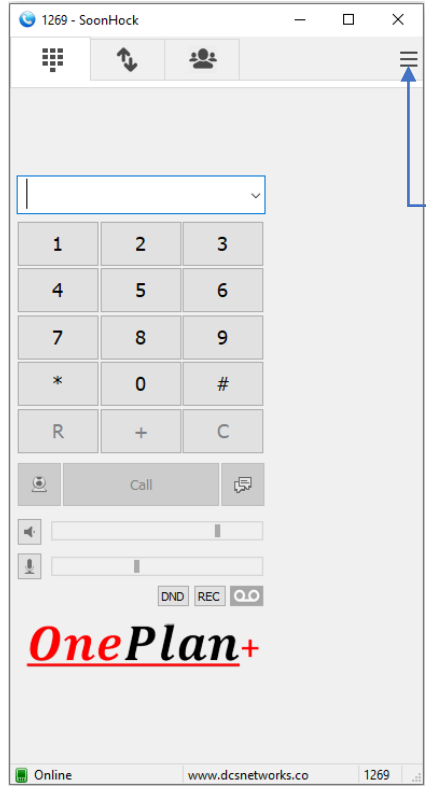 1269 - SoonHock
1 2 3
4 5 6
7 8 9
* 0 #
R + C
Call
DND REC
OnePlan+
Online www.dcsnetworks.co 1269